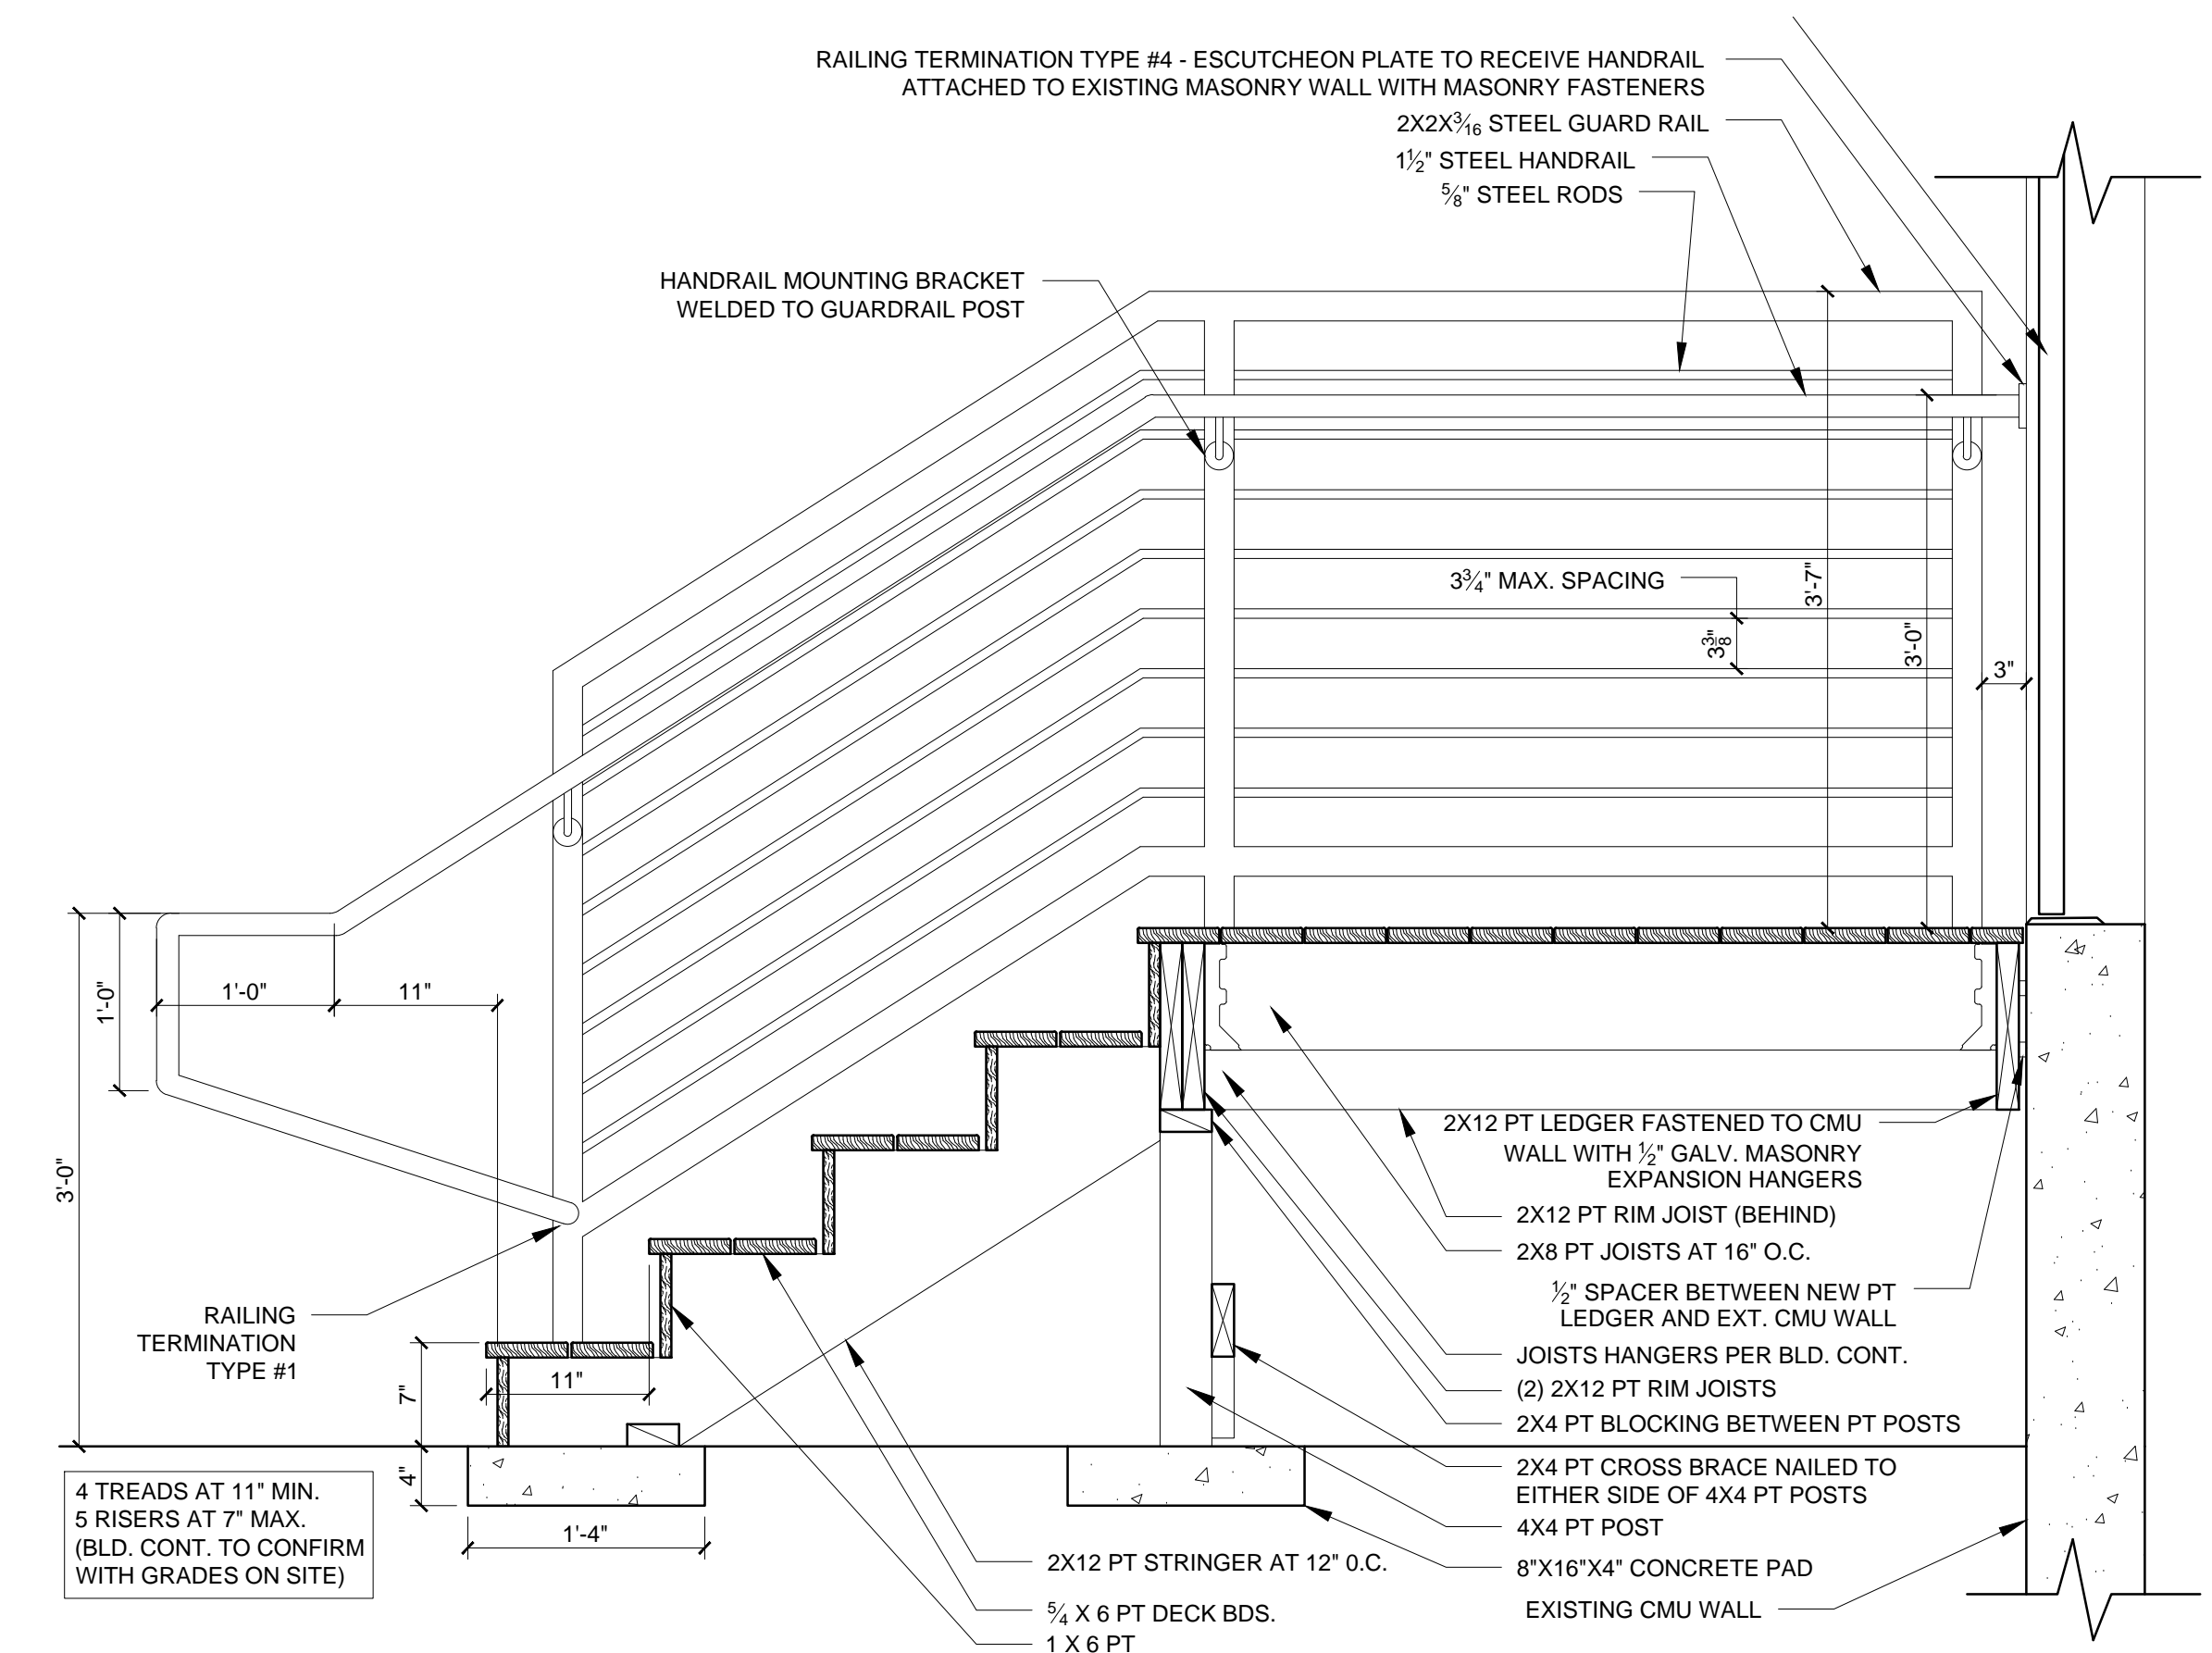 RAILING TERMINATION TYPE #4 - ESCUTCHEON PLATE TO RECEIVE HANDRAIL
ATTACHED TO EXISTING MASONRY WALL WITH MASONRY FASTENERS
2X2X3⁄16 STEEL GUARD RAIL
1½" STEEL HANDRAIL
⅝" STEEL RODS
HANDRAIL MOUNTING BRACKET
WELDED TO GUARDRAIL POST
3¾" MAX. SPACING
3⅜"
3'-7"
3'-0"
3"
1'-0"
11"
1'-0"
3'-0"
RAILING
TERMINATION
TYPE #1
7"
11"
4"
1'-4"
4 TREADS AT 11" MIN.
5 RISERS AT 7" MAX.
(BLD. CONT. TO CONFIRM
WITH GRADES ON SITE)
2X12 PT LEDGER FASTENED TO CMU
WALL WITH ½" GALV. MASONRY
EXPANSION HANGERS
2X12 PT RIM JOIST (BEHIND)
2X8 PT JOISTS AT 16" O.C.
½" SPACER BETWEEN NEW PT
LEDGER AND EXT. CMU WALL
JOISTS HANGERS PER BLD. CONT.
(2) 2X12 PT RIM JOISTS
2X4 PT BLOCKING BETWEEN PT POSTS
2X4 PT CROSS BRACE NAILED TO
EITHER SIDE OF 4X4 PT POSTS
4X4 PT POST
8"X16"X4" CONCRETE PAD
EXISTING CMU WALL
2X12 PT STRINGER AT 12" 0.C.
5⁄4 X 6 PT DECK BDS.
1 X 6 PT